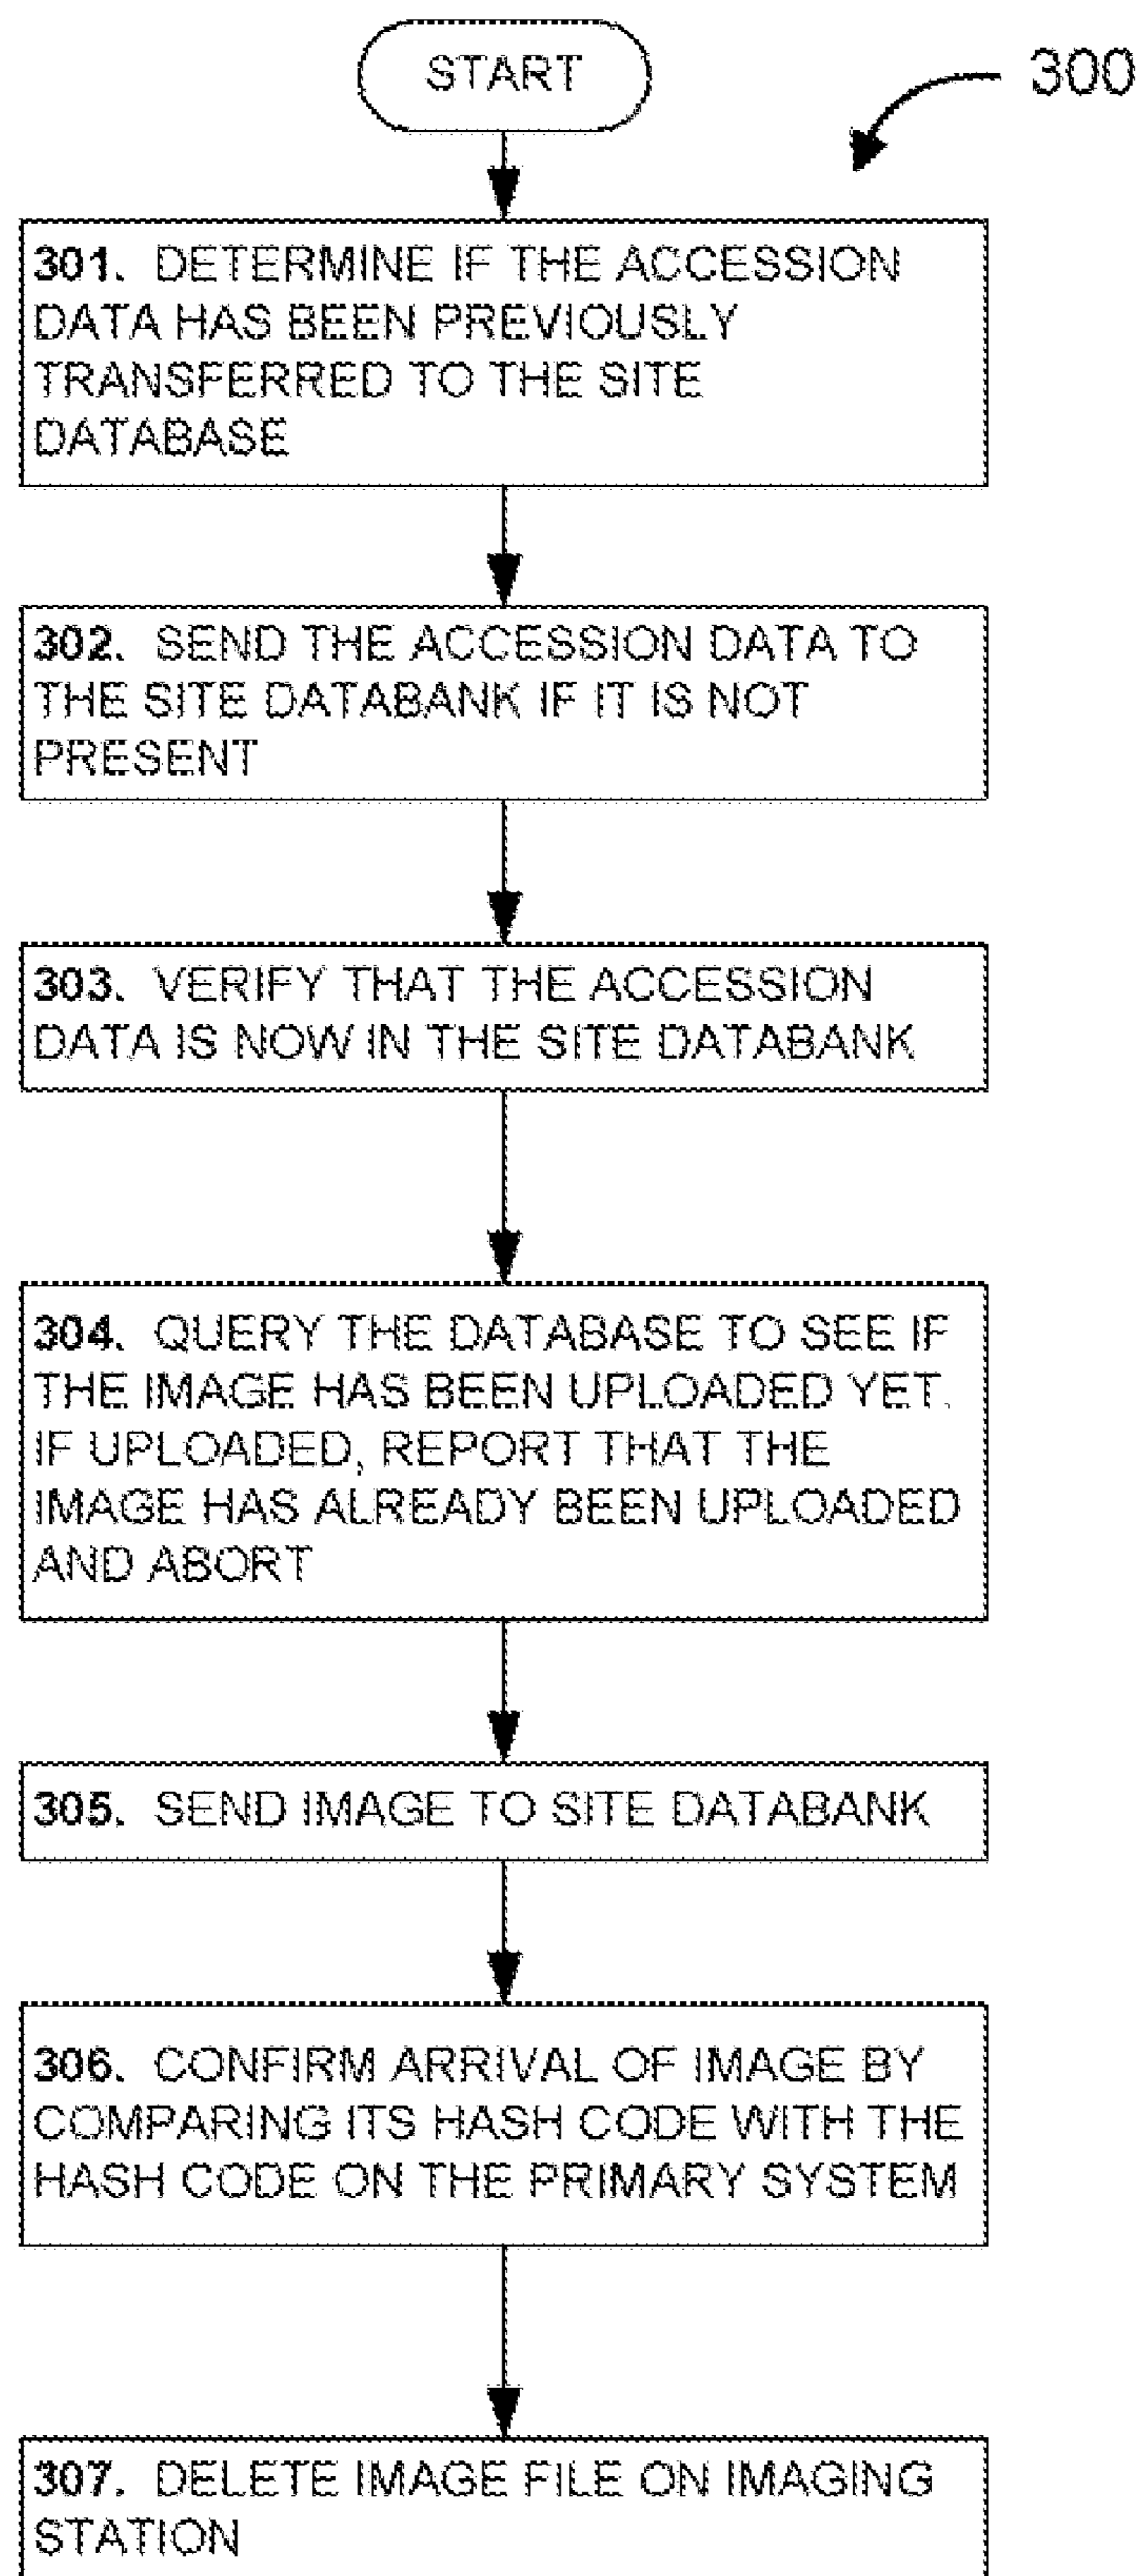 START
300
301. DETERMINE IF THE ACCESSION
DATA HAS BEEN PREVIOUSLY
TRANSFERRED TO THE SITE
DATABASE
302. SEND THE ACCESSION DATA TO
THE SITE DATABANK IF IT IS NOT
PRESENT
303. VERIFY THAT THE ACCESSION
DATA IS NOW IN THE SITE DATABANK
304. QUERY THE DATABASE TO SEE IF
THE IMAGE HAS BEEN UPLOADED YET.
IF UPLOADED, REPORT THAT THE
IMAGE HAS ALREADY BEEN UPLOADED
AND ABORT
305. SEND IMAGE TO SITE DATABANK
306. CONFIRM ARRIVAL OF IMAGE BY
COMPARING ITS HASH CODE WITH THE
HASH CODE ON THE PRIMARY SYSTEM
307. DELETE IMAGE FILE ON IMAGING
STATION